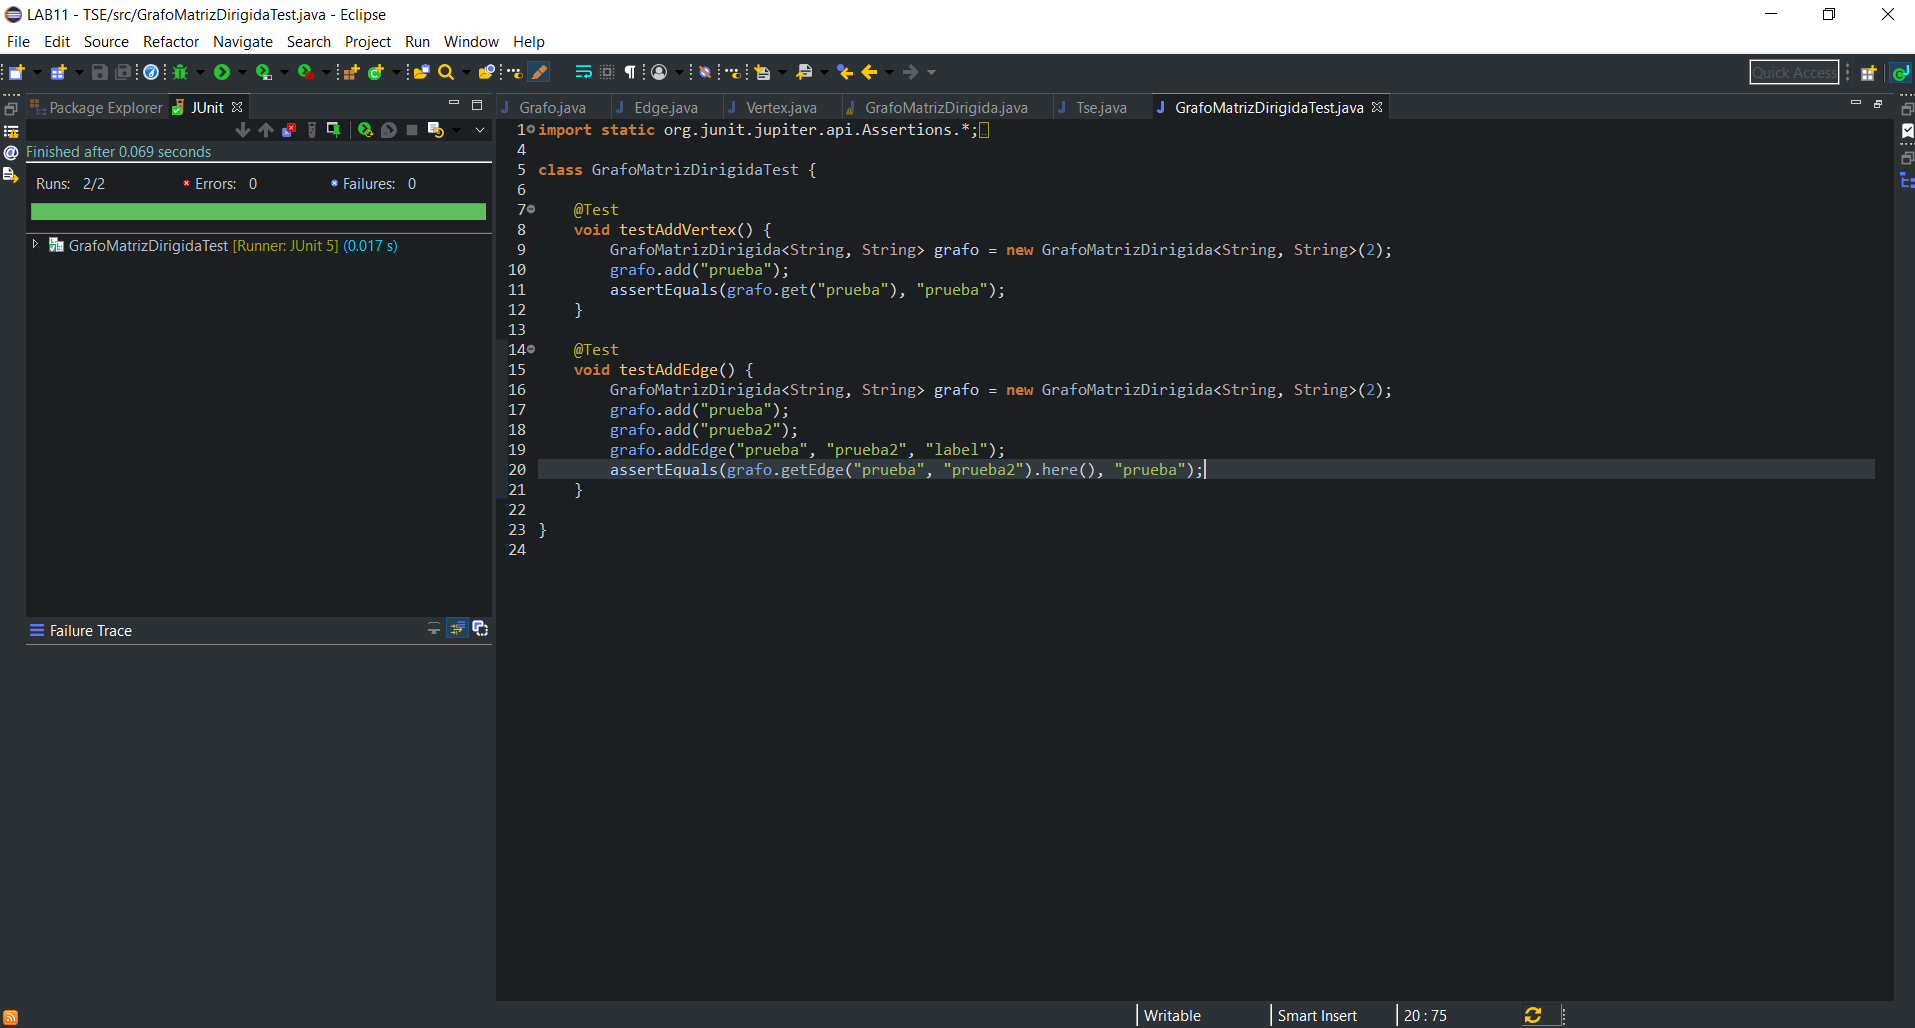 LAB11 - TSE/src/GrafoMatrizDirigidaTest.java - Eclipse
File Edit Source Refactor Navigate Search Project Run Window Help
Quick Access
Package Explorer JUnit
Grafo.java Edge.java Vertex.java GrafoMatrizDirigida.java Tse.java GrafoMatrizDirigidaTest.java
Finished after 0.069 seconds
Runs: 2/2 Errors: 0 Failures: 0
GrafoMatrizDirigidaTest [Runner: JUnit 5] (0.017 s)
Failure Trace
1 import static org.junit.jupiter.api.Assertions.*;
4
5 class GrafoMatrizDirigidaTest {
6
7     @Test
8     void testAddVertex() {
9         GrafoMatrizDirigida<String, String> grafo = new GrafoMatrizDirigida<String, String>(2);
10         grafo.add("prueba");
11         assertEquals(grafo.get("prueba"), "prueba");
12     }
13
14     @Test
15     void testAddEdge() {
16         GrafoMatrizDirigida<String, String> grafo = new GrafoMatrizDirigida<String, String>(2);
17         grafo.add("prueba");
18         grafo.add("prueba2");
19         grafo.addEdge("prueba", "prueba2", "label");
20         assertEquals(grafo.getEdge("prueba", "prueba2").here(), "prueba");
21     }
22
23 }
24
Writable Smart Insert 20 : 75